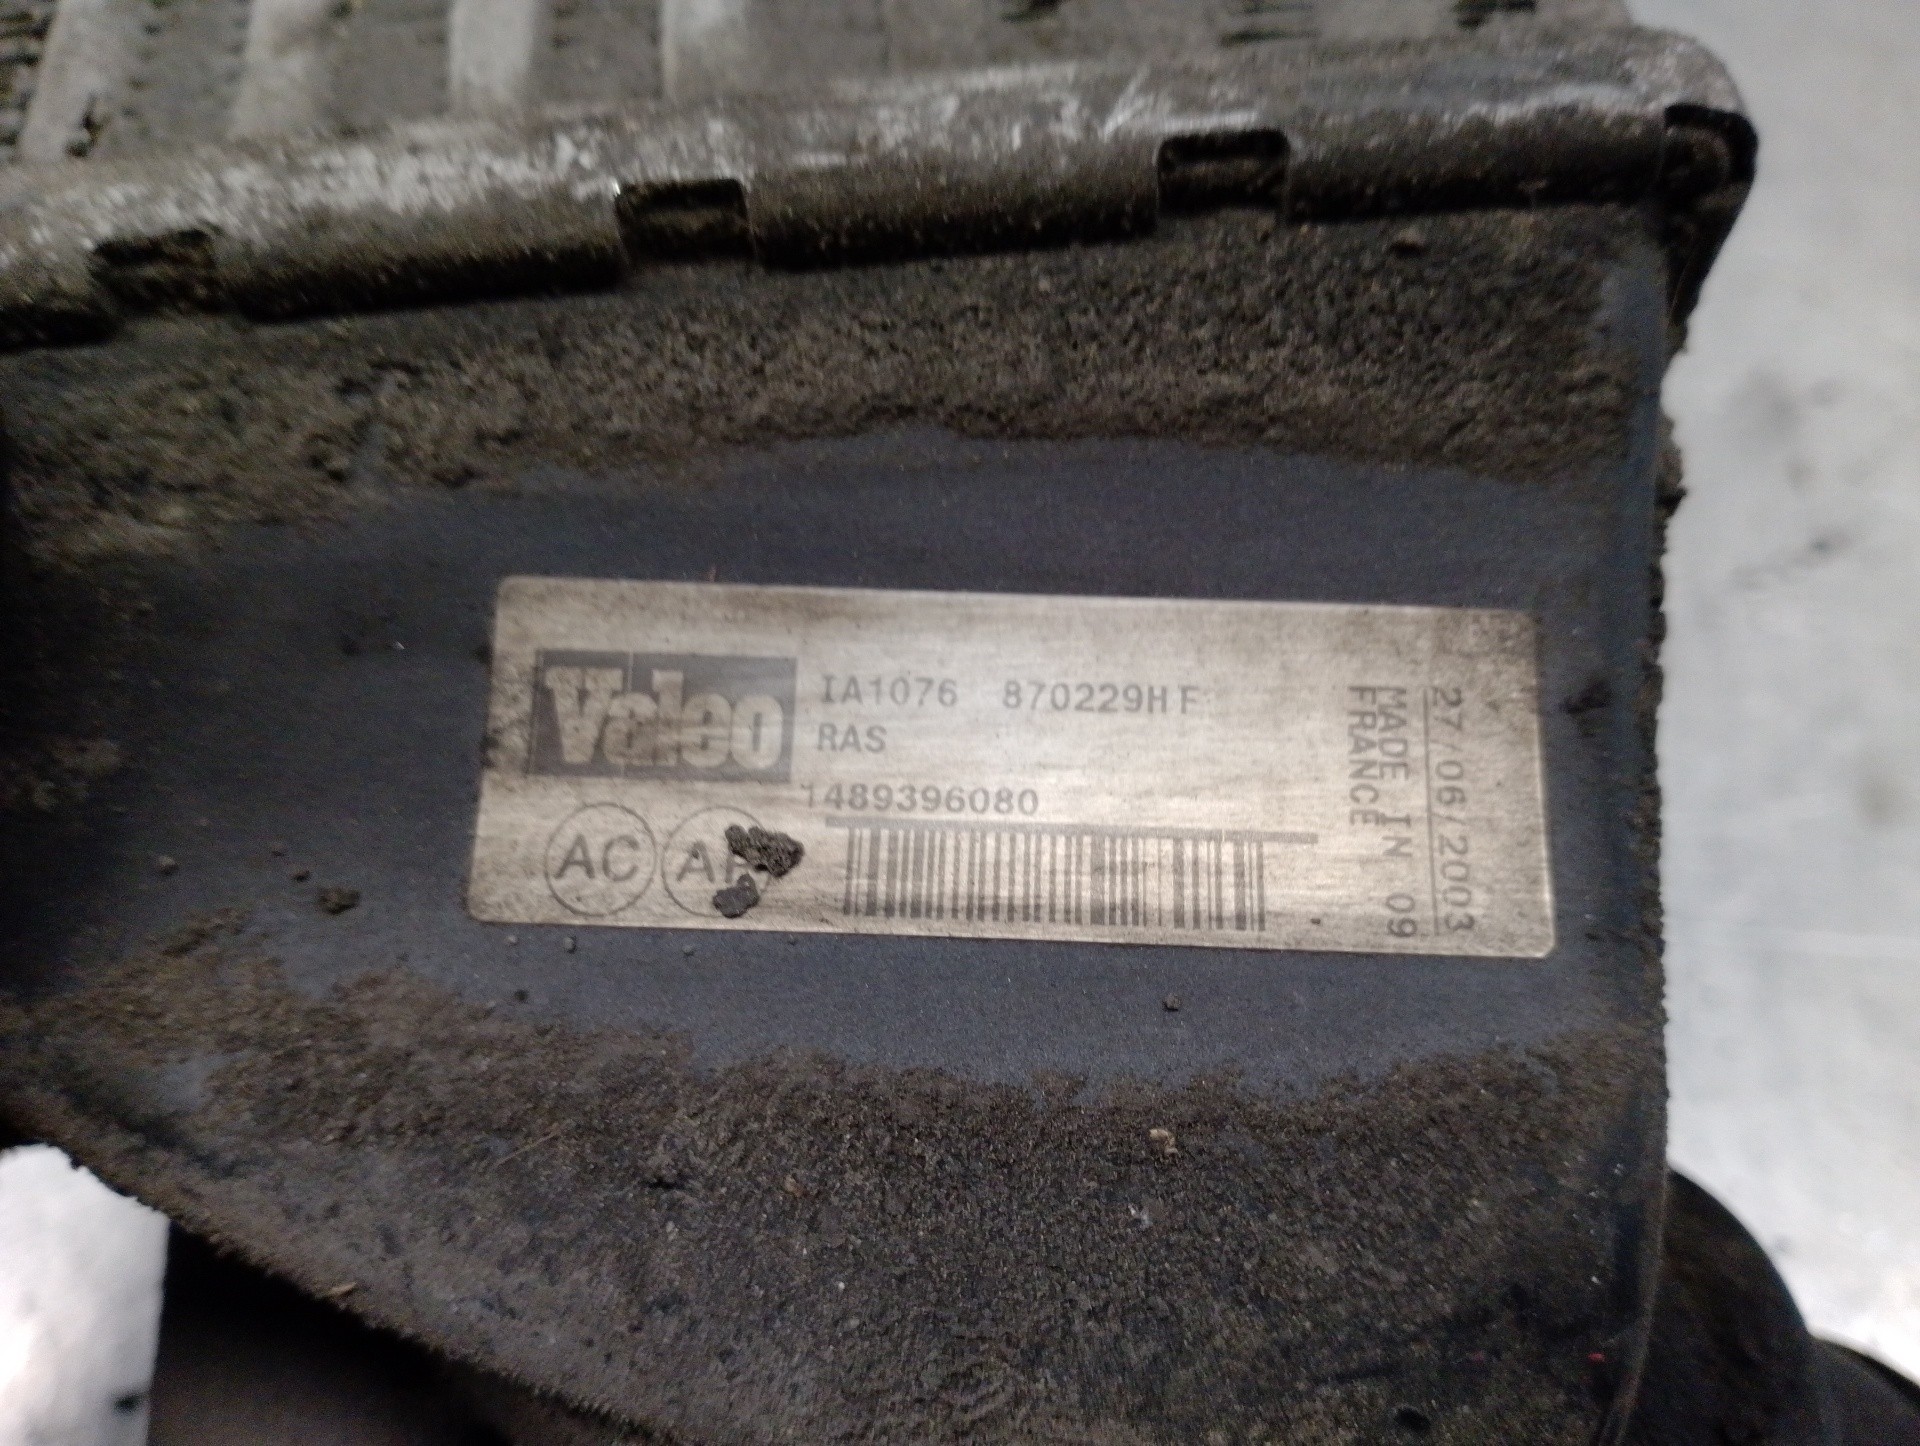 Valeo
IA1076 870229HF
RAS
1489396080
AC
27/06/2003
MADE IN 09
FRANCE